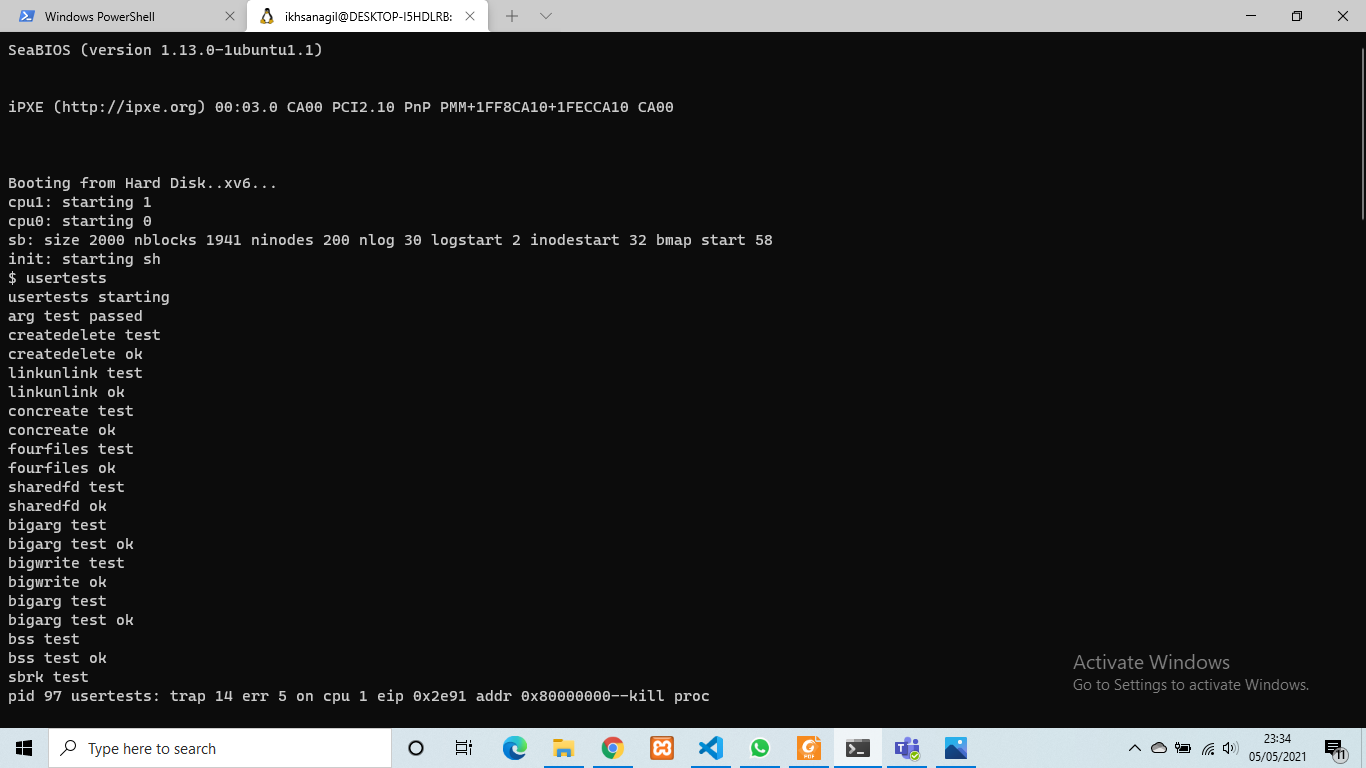 Windows PowerShell
ikhsanagil@DESKTOP-I5HDLRB:
SeaBIOS (version 1.13.0-1ubuntu1.1)
iPXE (http://ipxe.org) 00:03.0 CA00 PCI2.10 PnP PMM+1FF8CA10+1FECCA10 CA00
Booting from Hard Disk..xv6...
cpu1: starting 1
cpu0: starting 0
sb: size 2000 nblocks 1941 ninodes 200 nlog 30 logstart 2 inodestart 32 bmap start 58
init: starting sh
$ usertests
usertests starting
arg test passed
createdelete test
createdelete ok
linkunlink test
linkunlink ok
concreate test
concreate ok
fourfiles test
fourfiles ok
sharedfd test
sharedfd ok
bigarg test
bigarg test ok
bigwrite test
bigwrite ok
bigarg test
bigarg test ok
bss test
bss test ok
sbrk test
pid 97 usertests: trap 14 err 5 on cpu 1 eip 0x2e91 addr 0x80000000--kill proc
Activate Windows
Go to Settings to activate Windows.
Type here to search
23:34
05/05/2021
11